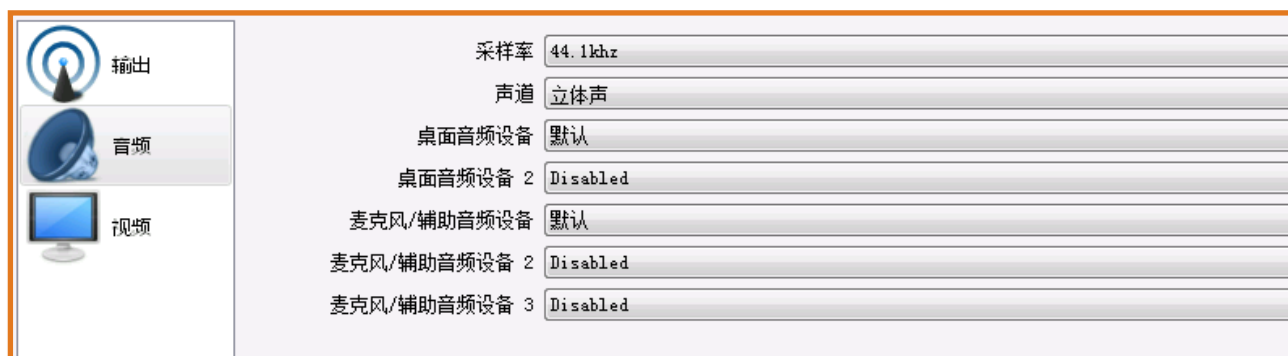 输出
音频
视频
采样率 44.1khz
声道 立体声
桌面音频设备 默认
桌面音频设备 2 Disabled
麦克风/辅助音频设备 默认
麦克风/辅助音频设备 2 Disabled
麦克风/辅助音频设备 3 Disabled